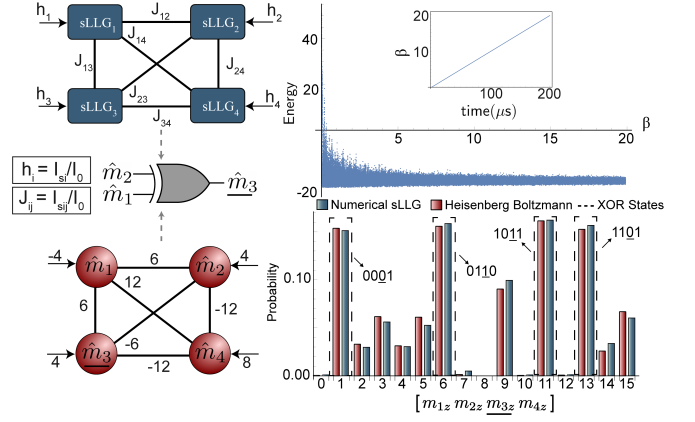 h1 J12 h2
sLLG1 sLLG2
J14
J13 J24
h3 J23 h4
sLLG3 sLLG4
J34
hi = Isi/I0
Jij = Isij/I0
m̂2
m̂1
m̂3
-4 6 4
m̂1 m̂2
12
6 -12
-6
4 m̂3 m̂4 8
-12
Energy
40
20
-20
5 10 15 20 β
β
20
10
0
100 200
time(μs)
Numerical sLLG Heisenberg Boltzmann XOR States
Probability
0.10
0.00
0001 0110 1011 1101
0 1 2 3 4 5 6 7 8 9 10 11 12 13 14 15
[ m1z m2z m3z m4z ]